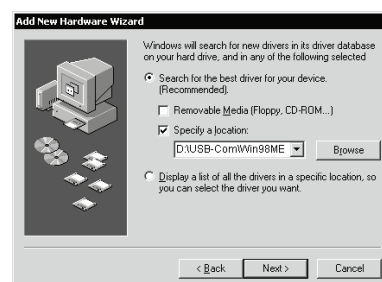 Add New Hardware Wizard
Windows will search for new drivers in its driver database
on your hard drive, and in any of the following selected
Search for the best driver for your device.
(Recommended).
Removable Media (Floppy, CD-ROM...)
Specify a location:
D:\USB-Com\Win98ME
Browse
Display a list of all the drivers in a specific location, so
you can select the driver you want.
< Back
Next >
Cancel